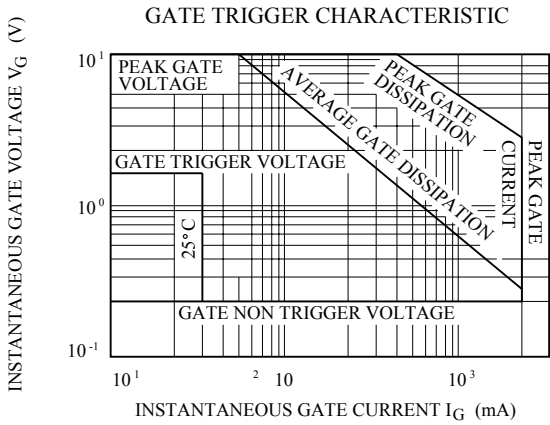 GATE TRIGGER CHARACTERISTIC
INSTANTANEOUS GATE VOLTAGE VG (V)
10^1
PEAK GATE
VOLTAGE
AVERAGE GATE DISSIPATION
PEAK GATE
DISSIPATION
PEAK GATE
CURRENT
GATE TRIGGER VOLTAGE
10^0
25°C
GATE NON TRIGGER VOLTAGE
10^-1
10^1
2 10
10^3
INSTANTANEOUS GATE CURRENT IG (mA)